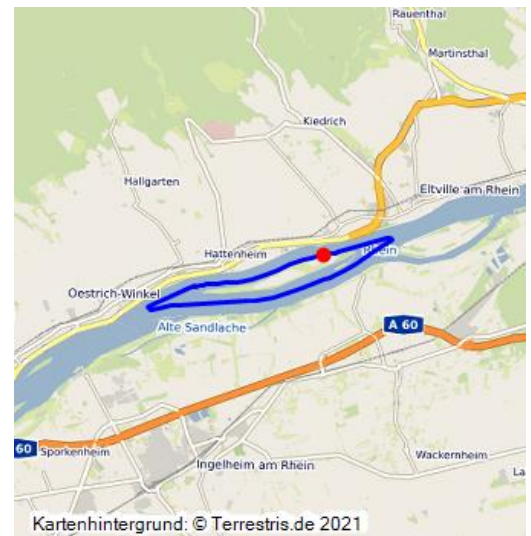 Rauenthal
Martinsthal
Kiedrich
Hallgarten
Eltville am Rhein
Hattenheim
Rhein
Oestrich-Winkel
Alte Sandlache
A 60
60
Sporkenheim
Ingelheim am Rhein
Wackernheim
La
Kartenhintergrund: © Terrestris.de 2021